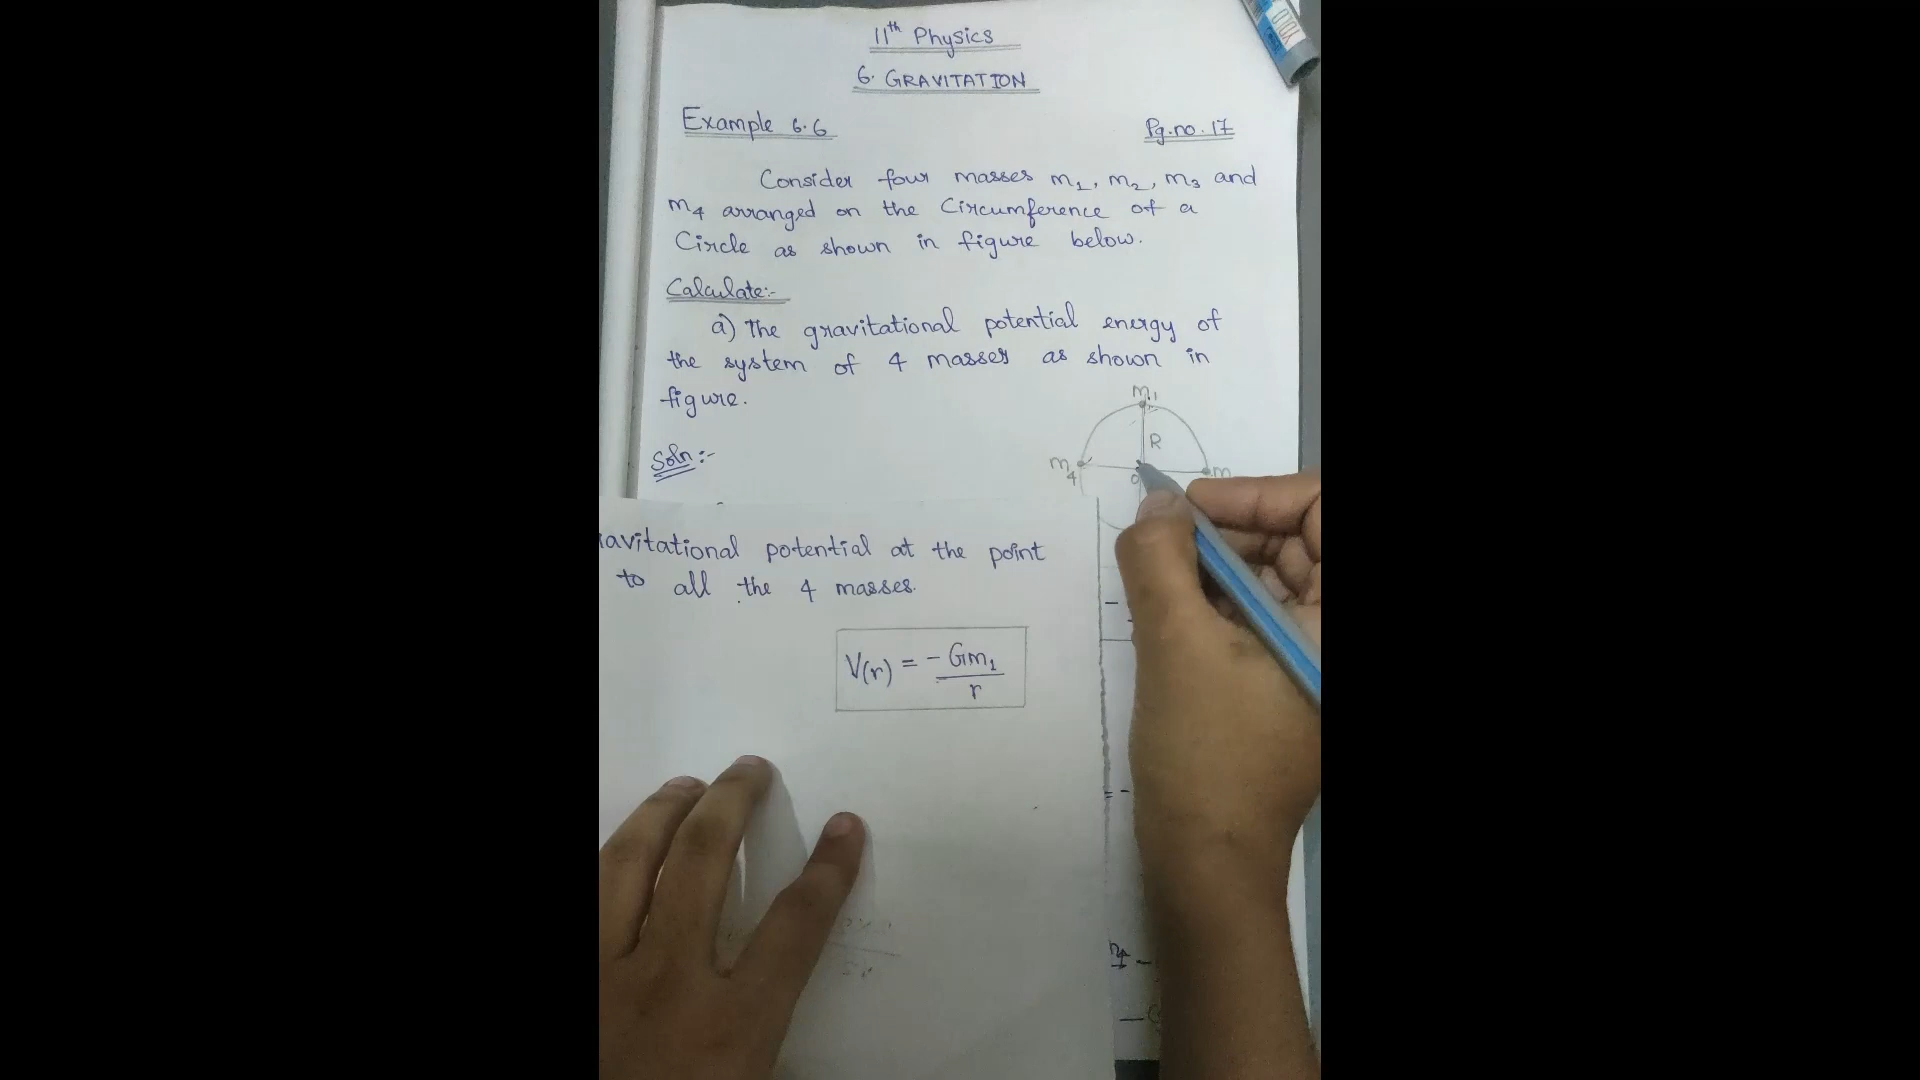 11th Physics
6. GRAVITATION
Example 6.6
Pg.no.17
Consider four masses m1, m2, m3 and
m4 arranged on the Circumference of a
Circle as shown in figure below.
Calculate:-
a) The gravitational potential energy of
the system of 4 masses as shown in
figure.
m1
R
m4
m
Soln:-
avitational potential at the point
to all the 4 masses.
V(r) = - Gm1
r